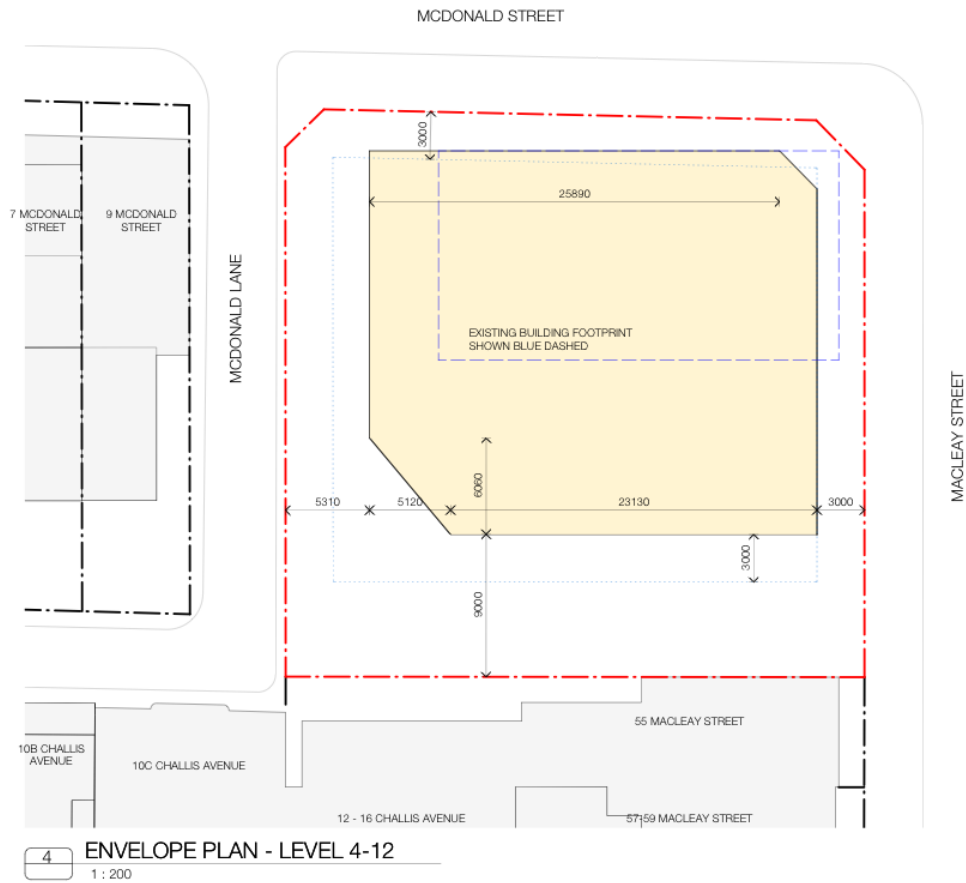 MCDONALD STREET
3000
25890
7 MCDONALD
STREET
9 MCDONALD
STREET
MCDONALD LANE
EXISTING BUILDING FOOTPRINT
SHOWN BLUE DASHED
MACLEAY STREET
6060
5310
5120
23130
3000
3000
9000
55 MACLEAY STREET
10B CHALLIS
AVENUE
10C CHALLIS AVENUE
12 - 16 CHALLIS AVENUE
57-59 MACLEAY STREET
4
ENVELOPE PLAN - LEVEL 4-12
1 : 200